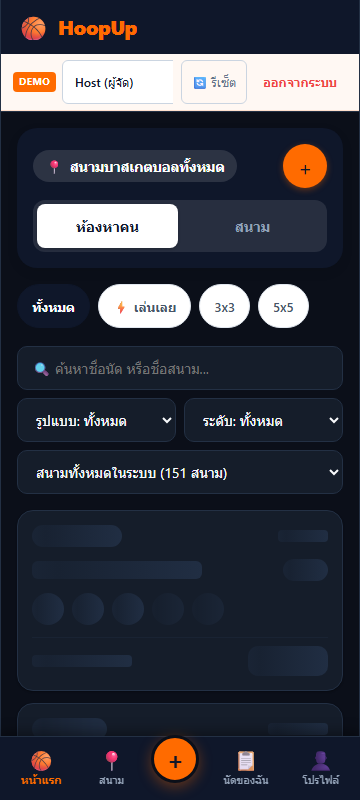 HoopUp
DEMO
Host (ผู้จัด)
รีเซ็ต
ออกจากระบบ
สนามบาสเกตบอลทั้งหมด
+
ห้องหาคน
สนาม
ทั้งหมด
เล่นเลย
3x3
5x5
ค้นหาชื่อนัด หรือชื่อสนาม...
รูปแบบ: ทั้งหมด
ระดับ: ทั้งหมด
สนามทั้งหมดในระบบ (151 สนาม)
หน้าแรก
สนาม
+
นัดของฉัน
โปรไฟล์